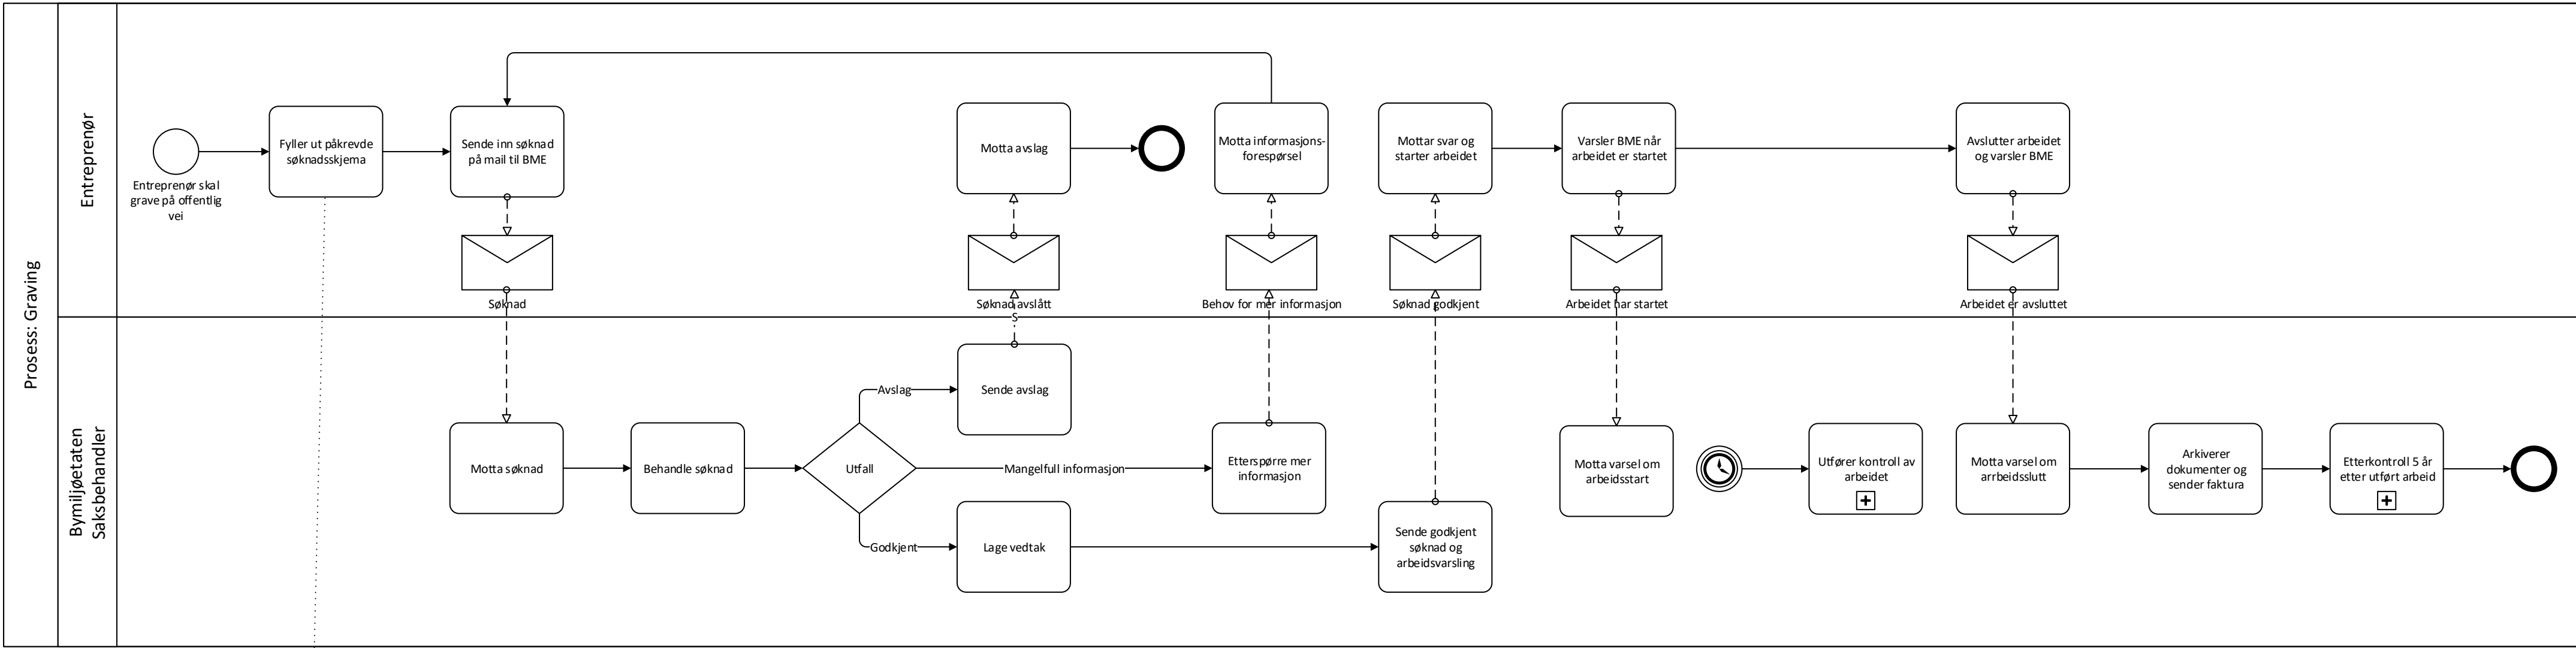 Prosess: Graving
Entreprenør
Entreprenør skal
grave på offentlig
vei
Fyller ut påkrevde
søknadsskjema
Sende inn søknad
på mail til BME
Motta avslag
Motta informasjons-
forespørsel
Mottar svar og
starter arbeidet
Varsler BME når
arbeidet er startet
Avslutter arbeidet
og varsler BME
Søknad
Søknad avslått
Behov for mer informasjon
Søknad godkjent
Arbeidet har startet
Arbeidet er avsluttet
S
Bymiljøetaten
Saksbehandler
Motta søknad
Behandle søknad
Utfall
Avslag
Sende avslag
Mangelfull informasjon
Etterspørre mer
informasjon
Godkjent
Lage vedtak
Sende godkjent
søknad og
arbeidsvarsling
Motta varsel om
arbeidsstart
Utfører kontroll av
arbeidet
Motta varsel om
arrbeidsslutt
Arkiverer
dokumenter og
sender faktura
Etterkontroll 5 år
etter utført arbeid